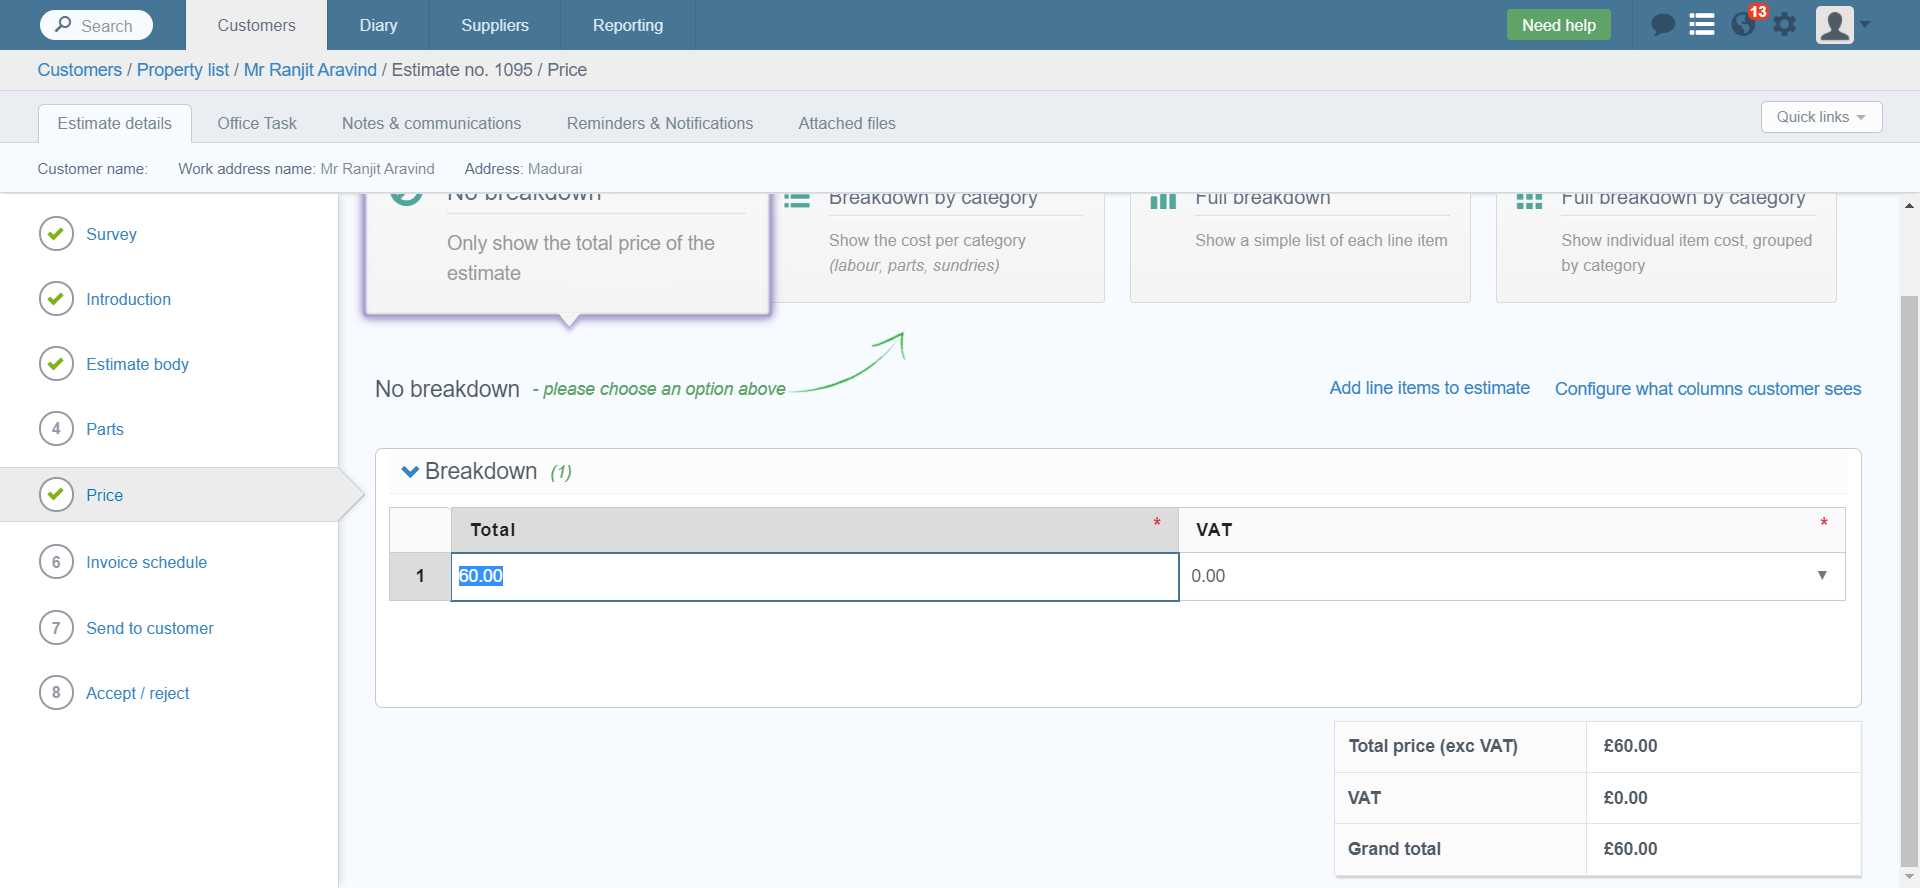 Search
Customers
Diary
Suppliers
Reporting
Need help
13
Customers / Property list / Mr Ranjit Aravind / Estimate no. 1095 / Price
Estimate details
Office Task
Notes & communications
Reminders & Notifications
Attached files
Quick links
Customer name:
Work address name: Mr Ranjit Aravind
Address: Madurai
Survey
Introduction
Estimate body
4 Parts
Price
6 Invoice schedule
7 Send to customer
8 Accept / reject
No breakdown
Only show the total price of the
estimate
Breakdown by category
Show the cost per category
(labour, parts, sundries)
Full breakdown
Show a simple list of each line item
Full breakdown by category
Show individual item cost, grouped
by category
No breakdown - please choose an option above
Add line items to estimate
Configure what columns customer sees
Breakdown (1)
Total *
VAT *
1 60.00 0.00
Total price (exc VAT) £60.00
VAT £0.00
Grand total £60.00